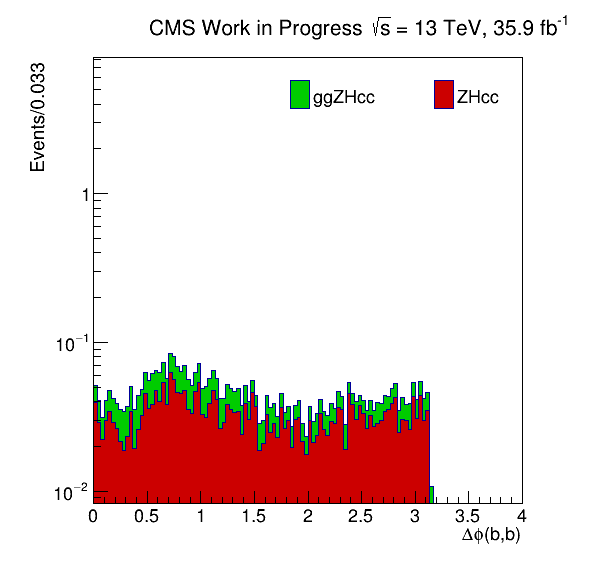 CMS Work in Progress √s = 13 TeV, 35.9 fb⁻¹
Events/0.033
ggZHcc ZHcc
1
10⁻¹
10⁻²
0 0.5 1 1.5 2 2.5 3 3.5 4
Δϕ(b,b)